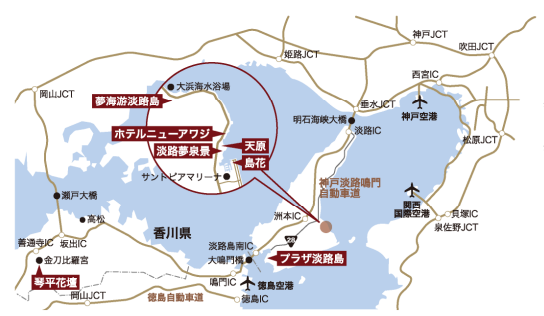 神戸JCT
吹田JCT
姫路JCT
西宮IC
岡山JCT
大浜海水浴場
夢海游淡路島
垂水JCT
神戸空港
明石海峡大橋
ホテルニューアワジ
淡路IC
松原JCT
天原
淡路夢泉景
島花
サントピアマリーナ
神戸淡路鳴門
自動車道
瀬戸大橋
関西
国際空港
高松
洲本IC
貝塚IC
泉佐野JCT
香川県
善通寺IC
坂出IC
28
淡路島南IC
金刀比羅宮
大鳴門橋
プラザ淡路島
琴平花壇
鳴門IC
徳島空港
岡山JCT
徳島自動車道
徳島IC